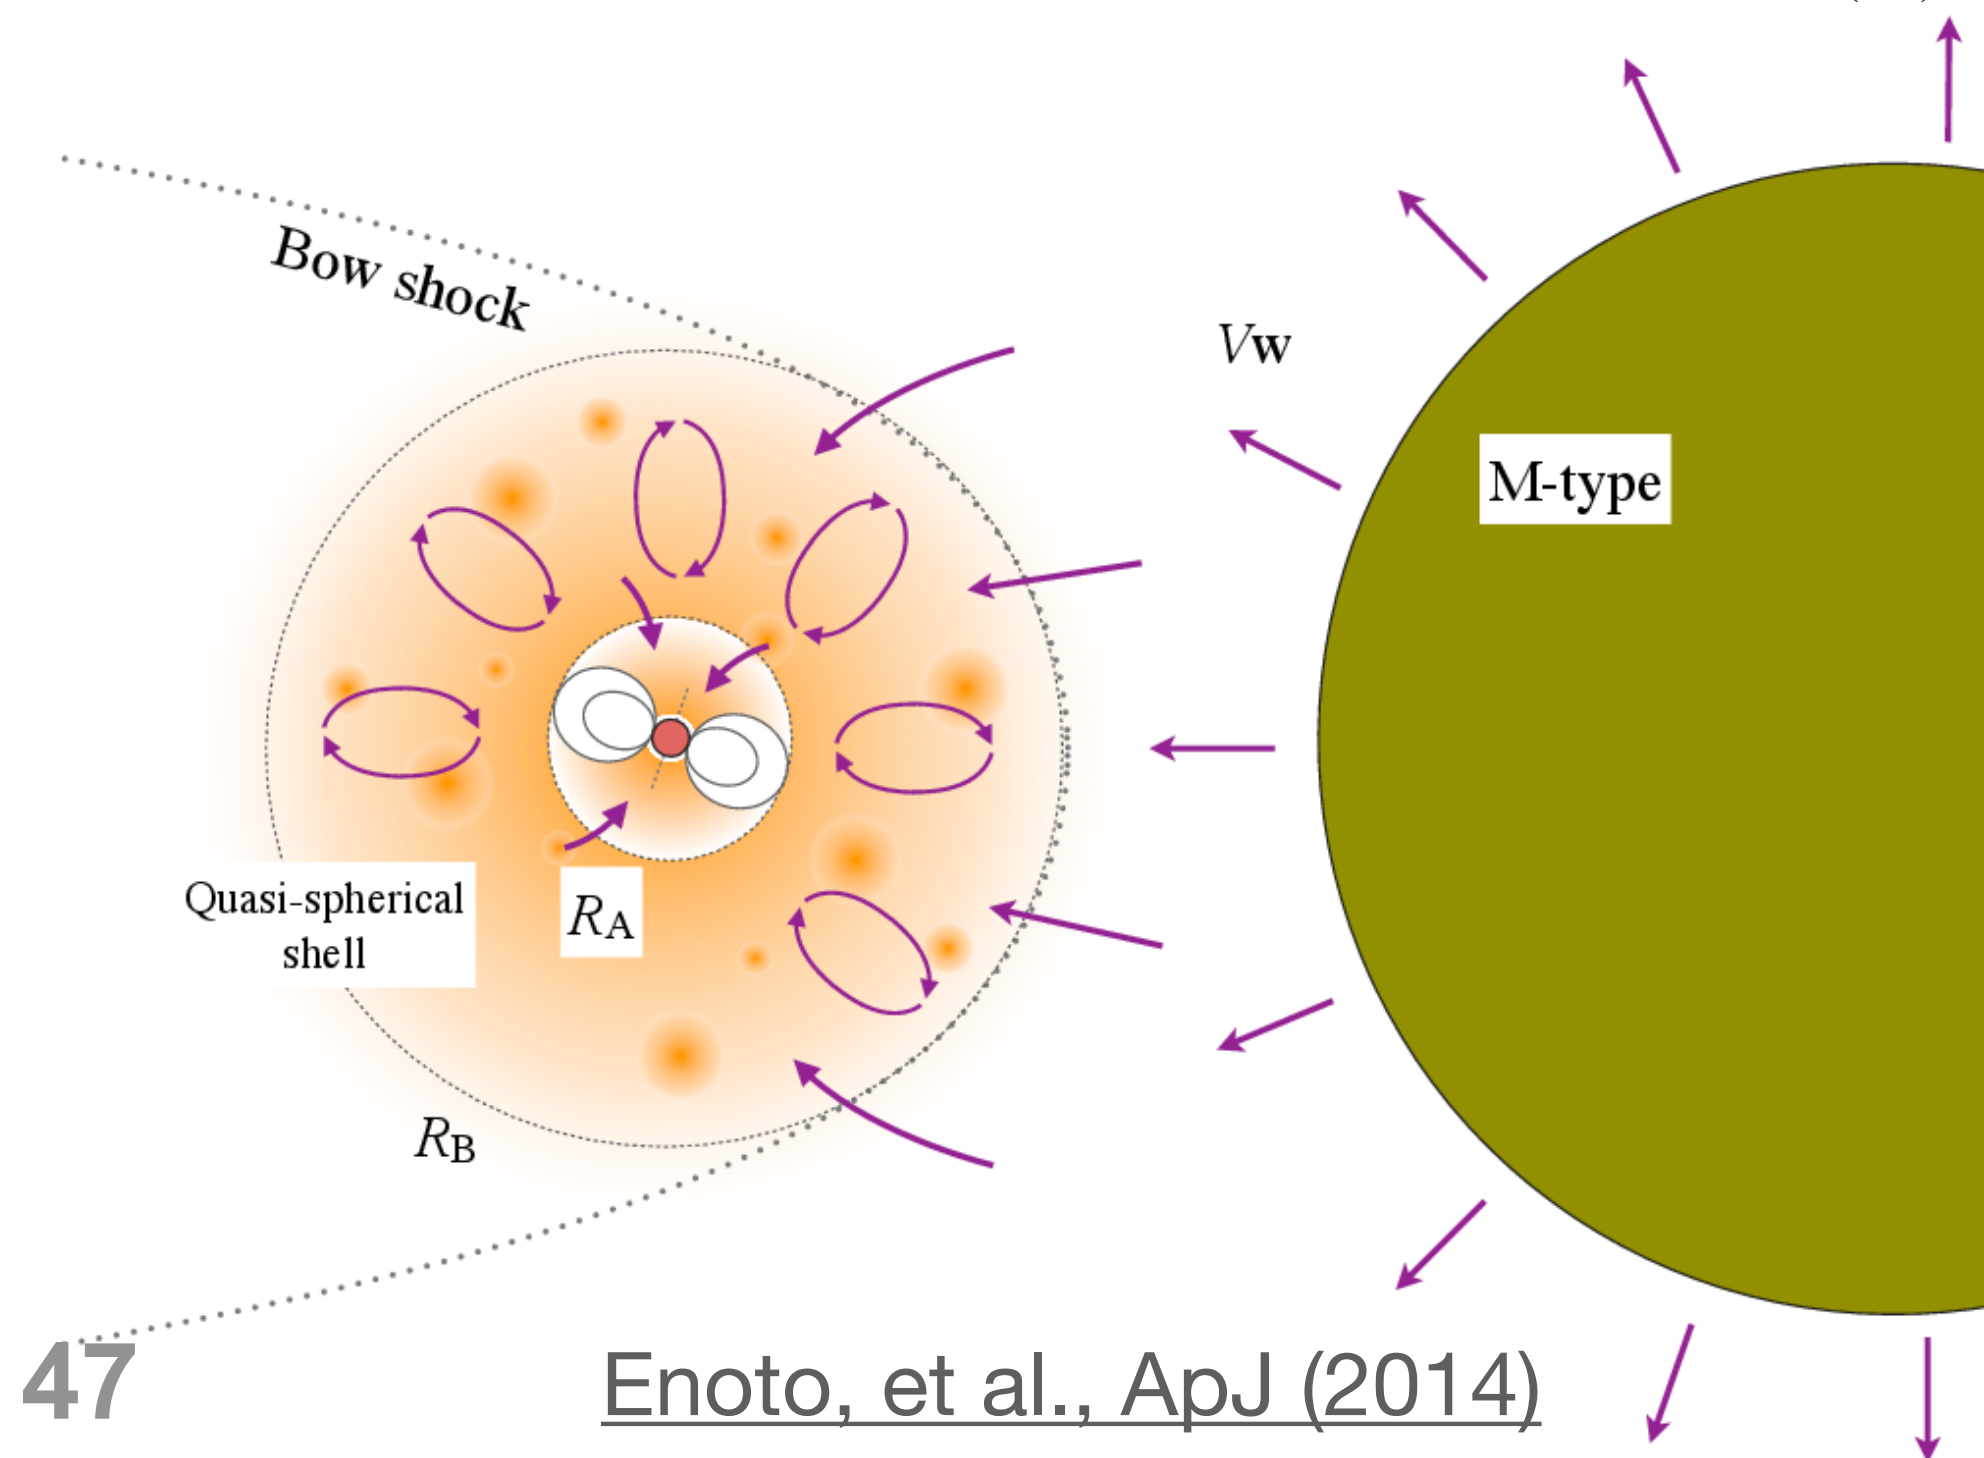 Bow shock
Vw
M-type
Quasi-spherical
shell
RA
RB
47
Enoto, et al., ApJ (2014)